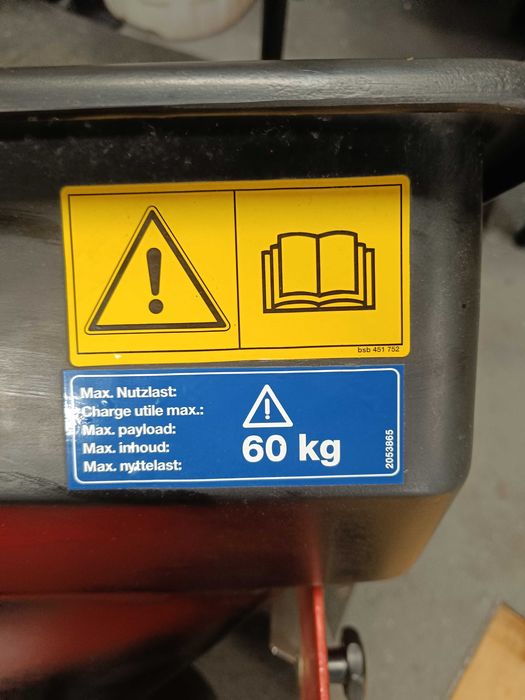 bsb 451 752
Max. Nutzlast:
Charge utile max.:
Max. payload:
Max. inhoud:
Max. nyttelast:
60 kg
2053865